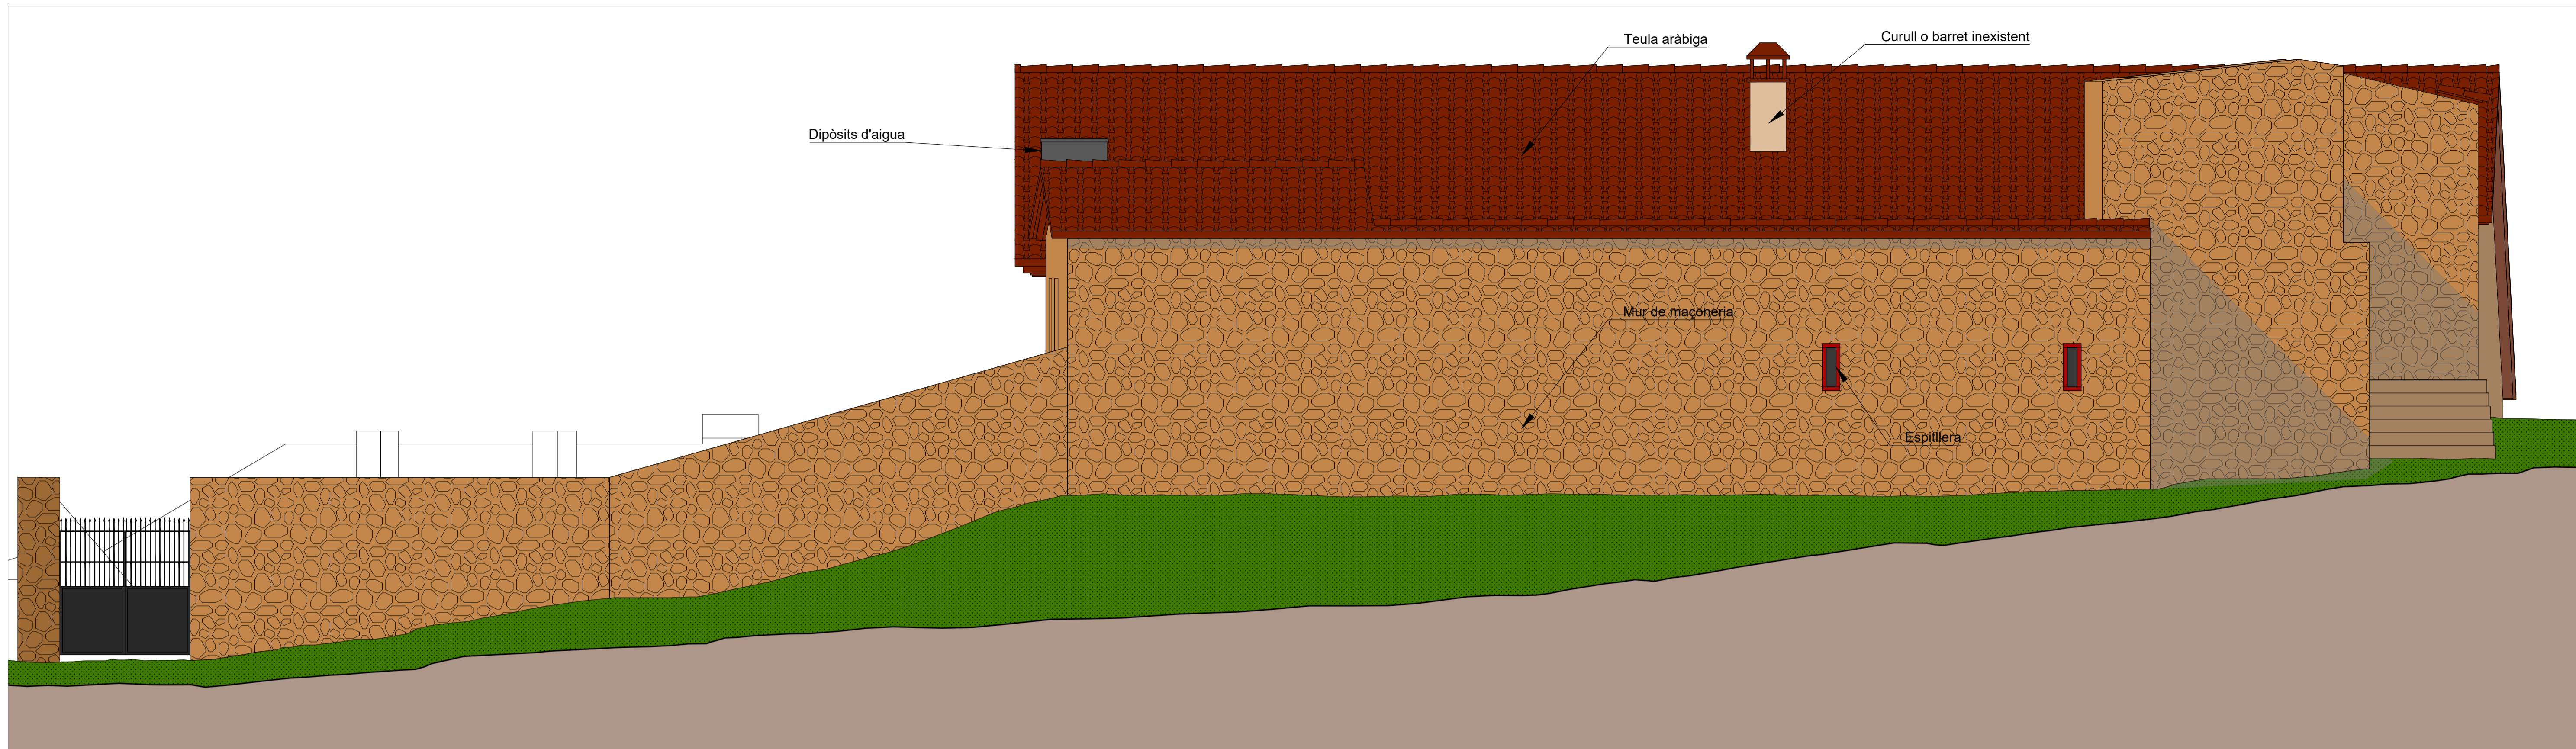 Teula aràbiga
Curull o barret inexistent
Dipòsits d'aigua
Mur de maçoneria
Espitllera